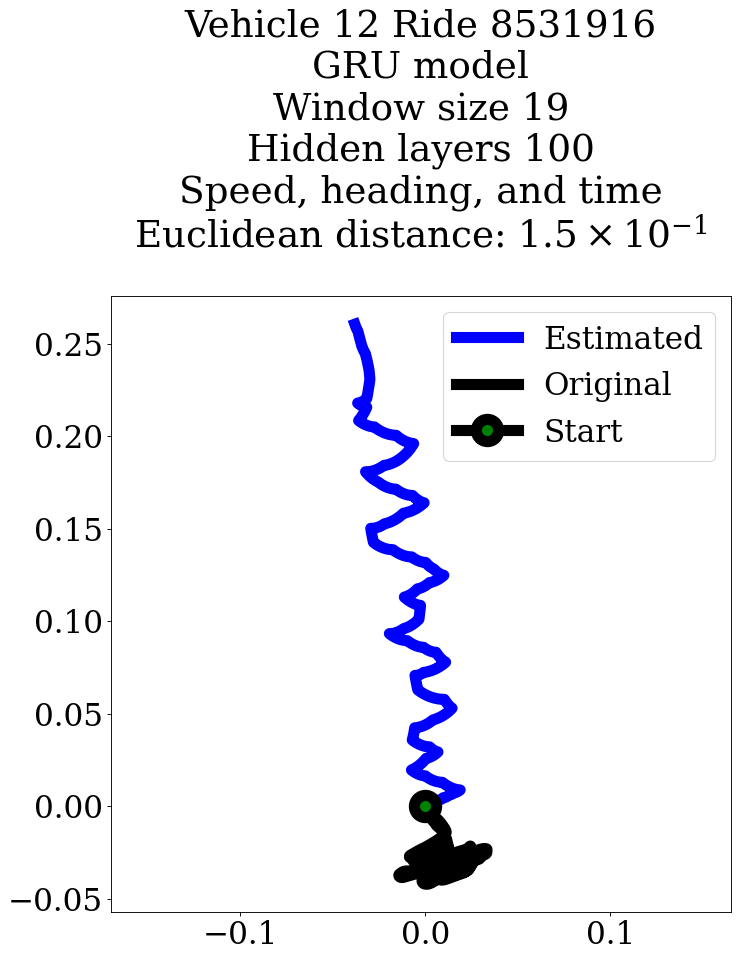 Vehicle 12 Ride 8531916
GRU model
Window size 19
Hidden layers 100
Speed, heading, and time
Euclidean distance: 1.5 × 10⁻¹
Estimated
Original
Start
0.25
0.20
0.15
0.10
0.05
0.00
−0.05
−0.1
0.0
0.1